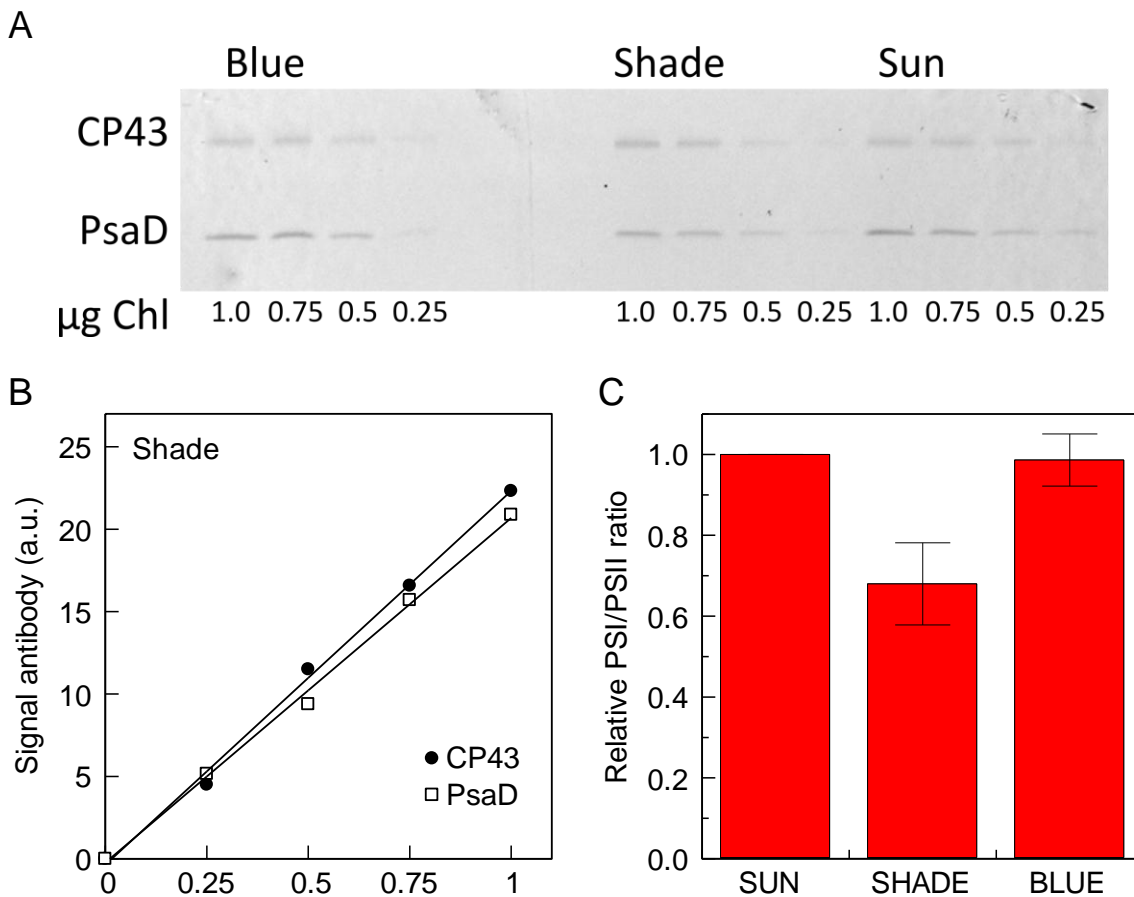 A
Blue Shade Sun
CP43
PsaD
µg Chl 1.0 0.75 0.5 0.25 1.0 0.75 0.5 0.25 1.0 0.75 0.5 0.25
B
Shade
Signal antibody (a.u.)
25
20
15
10
5
0
CP43
PsaD
0 0.25 0.5 0.75 1
C
Relative PSI/PSII ratio
1.0
0.8
0.6
0.4
0.2
0.0
SUN SHADE BLUE